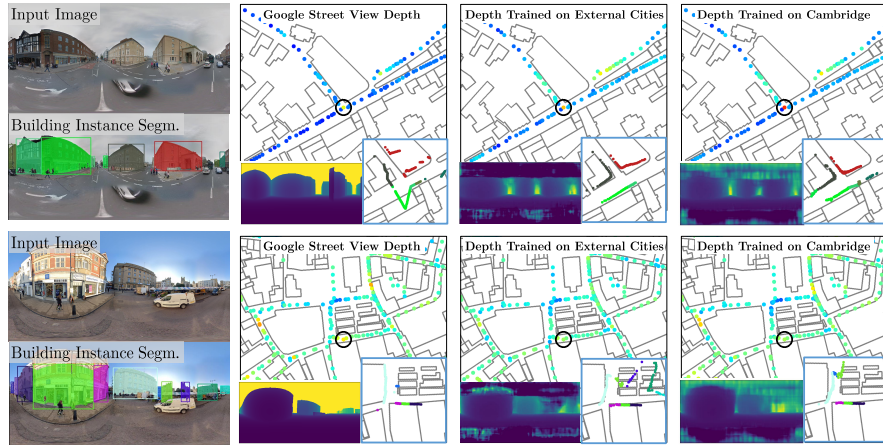 Input Image
Google Street View Depth
Depth Trained on External Cities
Depth Trained on Cambridge
Building Instance Segm.
Input Image
Google Street View Depth
Depth Trained on External Cities
Depth Trained on Cambridge
Building Instance Segm.